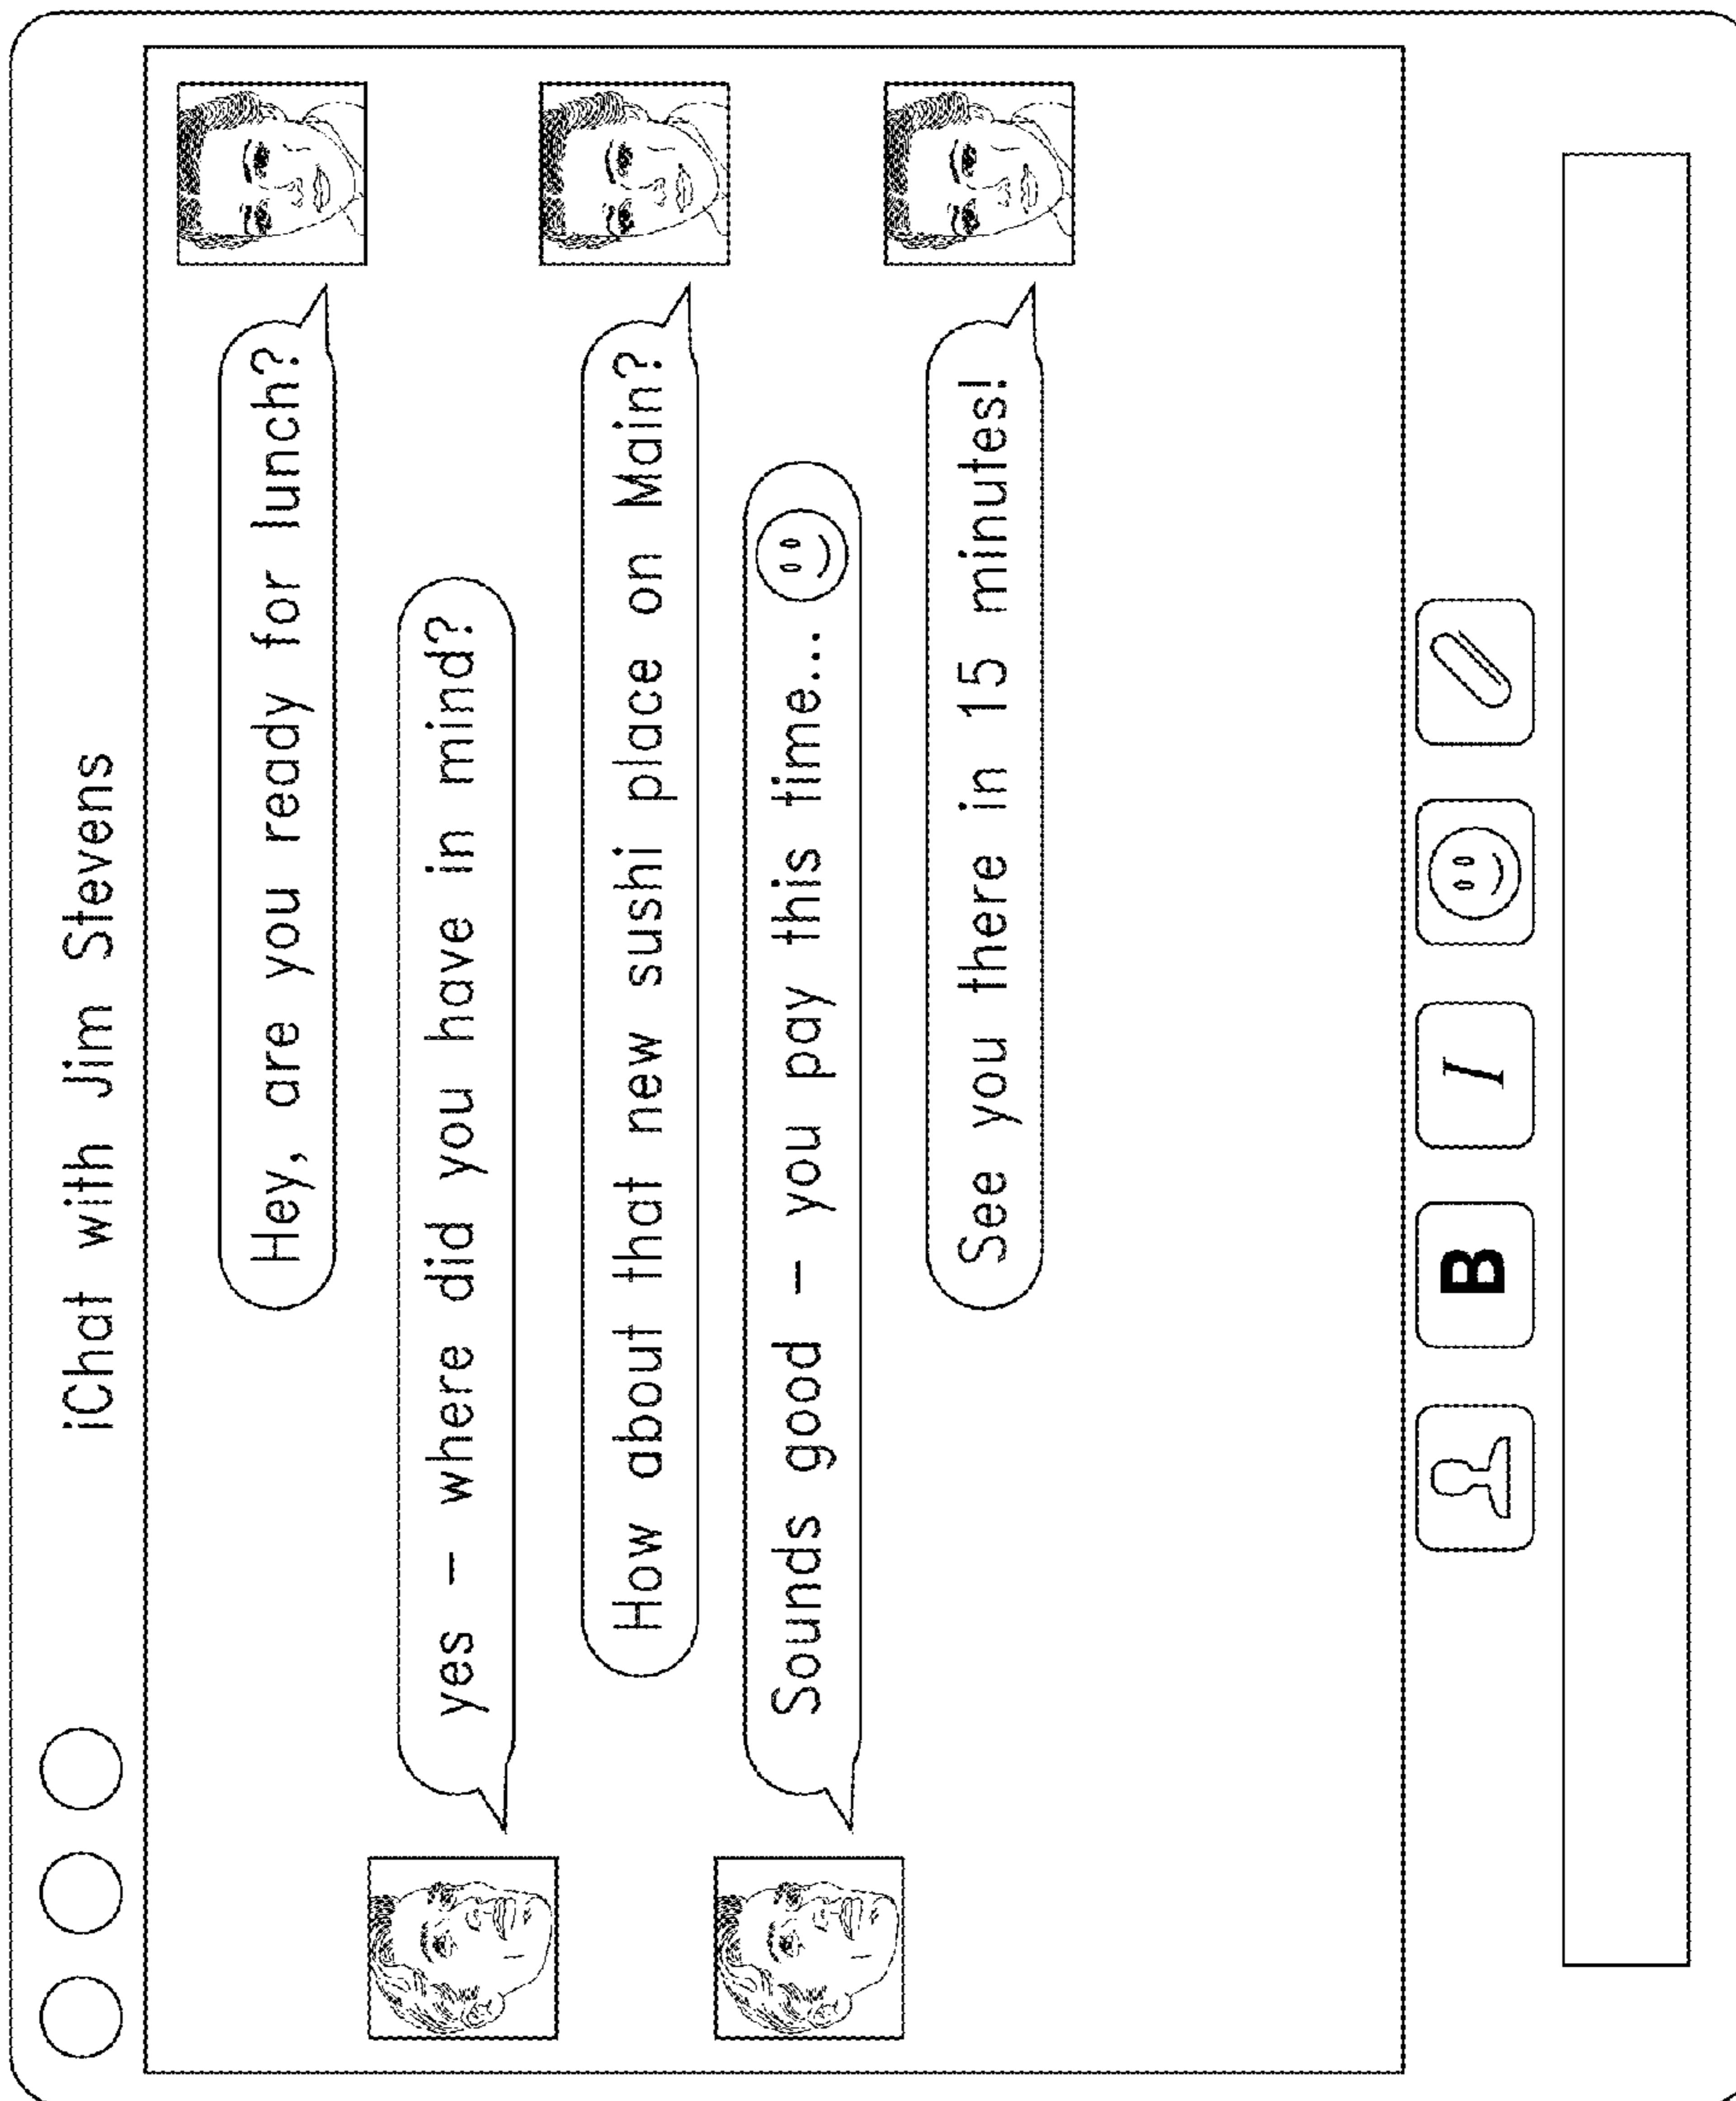 iChat with Jim Stevens
Hey, are you ready for lunch?
yes – where did you have in mind?
How about that new sushi place on Main?
Sounds good – you pay this time...
See you there in 15 minutes!
B
I